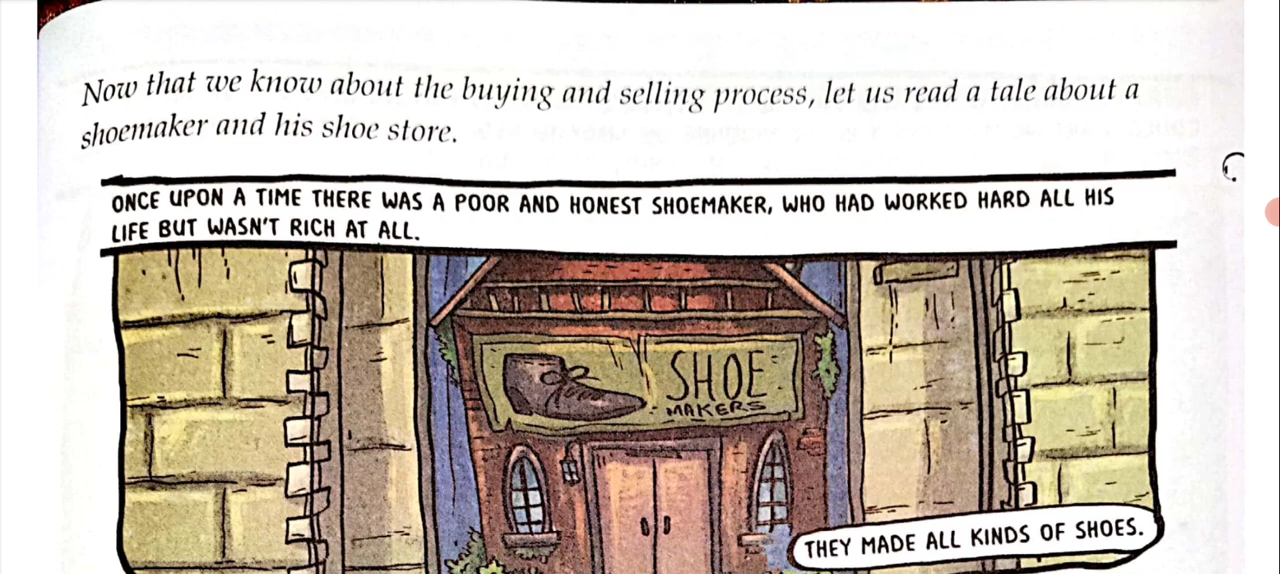 Now that we know about the buying and selling process, let us read a tale about a
shoemaker and his shoe store.
ONCE UPON A TIME THERE WAS A POOR AND HONEST SHOEMAKER, WHO HAD WORKED HARD ALL HIS
LIFE BUT WASN'T RICH AT ALL.
SHOE
MAKERS
THEY MADE ALL KINDS OF SHOES.